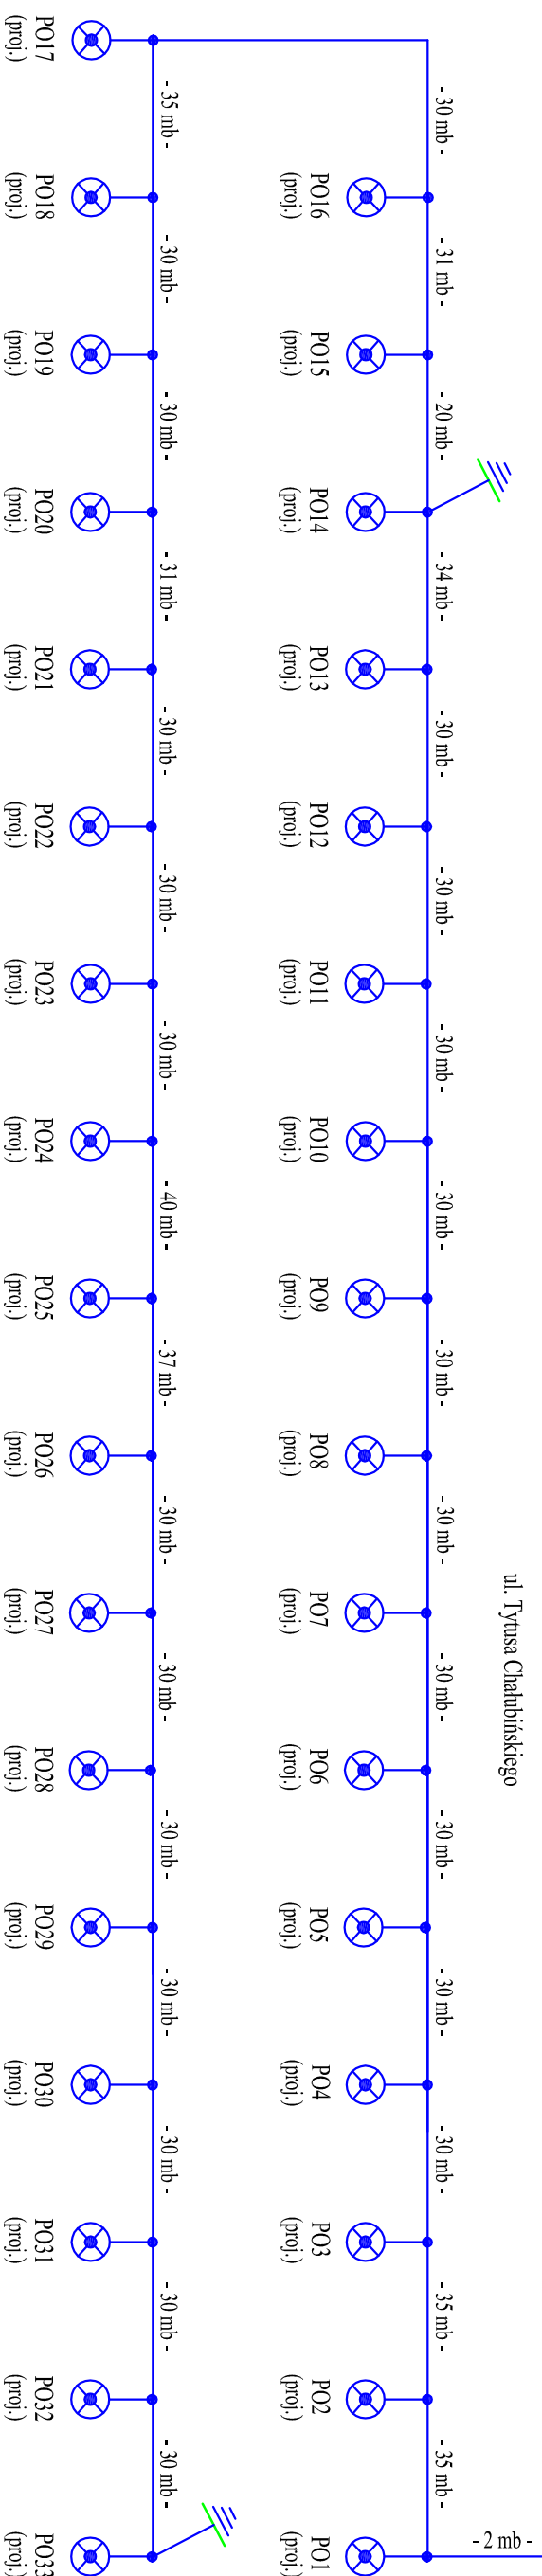 ul. Tytusa Chałubińskiego
- 2 mb -
- 30 mb -
- 31 mb -
- 20 mb -
- 34 mb -
- 30 mb -
- 30 mb -
- 30 mb -
- 30 mb -
- 30 mb -
- 30 mb -
- 30 mb -
- 30 mb -
- 30 mb -
- 30 mb -
- 35 mb -
- 35 mb -
PO16
(proj.)
PO15
(proj.)
PO14
(proj.)
PO13
(proj.)
PO12
(proj.)
PO11
(proj.)
PO10
(proj.)
PO9
(proj.)
PO8
(proj.)
PO7
(proj.)
PO6
(proj.)
PO5
(proj.)
PO4
(proj.)
PO3
(proj.)
PO2
(proj.)
PO1
(proj.)
- 35 mb -
- 30 mb -
- 30 mb -
- 31 mb -
- 30 mb -
- 30 mb -
- 30 mb -
- 40 mb -
- 37 mb -
- 30 mb -
- 30 mb -
- 30 mb -
- 30 mb -
- 30 mb -
- 30 mb -
- 30 mb -
PO17
(proj.)
PO18
(proj.)
PO19
(proj.)
PO20
(proj.)
PO21
(proj.)
PO22
(proj.)
PO23
(proj.)
PO24
(proj.)
PO25
(proj.)
PO26
(proj.)
PO27
(proj.)
PO28
(proj.)
PO29
(proj.)
PO30
(proj.)
PO31
(proj.)
PO32
(proj.)
PO33
(proj.)